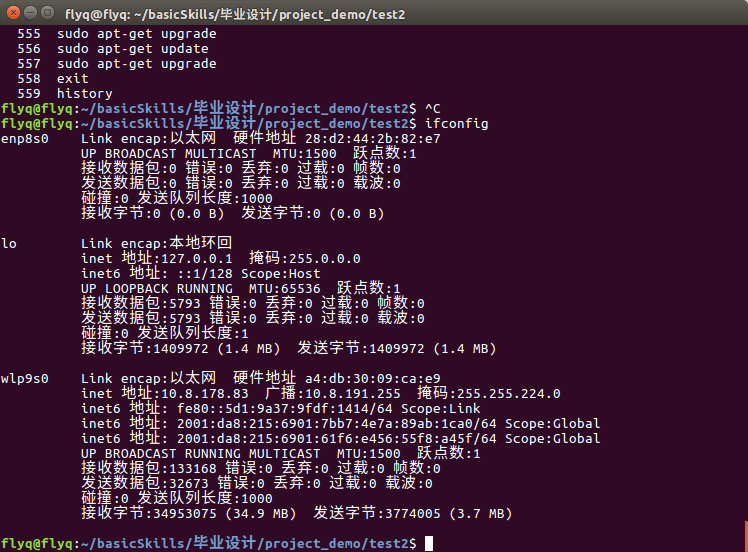 flyq@flyq: ~/basicSkills/毕业设计/project_demo/test2
555 sudo apt-get upgrade
556 sudo apt-get update
557 sudo apt-get upgrade
558 exit
559 history
flyq@flyq:~/basicSkills/毕业设计/project_demo/test2$ ^C
flyq@flyq:~/basicSkills/毕业设计/project_demo/test2$ ifconfig
enp8s0 Link encap:以太网 硬件地址 28:d2:44:2b:82:e7
UP BROADCAST MULTICAST MTU:1500 跃点数:1
接收数据包:0 错误:0 丢弃:0 过载:0 帧数:0
发送数据包:0 错误:0 丢弃:0 过载:0 载波:0
碰撞:0 发送队列长度:1000
接收字节:0 (0.0 B) 发送字节:0 (0.0 B)
lo Link encap:本地环回
inet 地址:127.0.0.1 掩码:255.0.0.0
inet6 地址: ::1/128 Scope:Host
UP LOOPBACK RUNNING MTU:65536 跃点数:1
接收数据包:5793 错误:0 丢弃:0 过载:0 帧数:0
发送数据包:5793 错误:0 丢弃:0 过载:0 载波:0
碰撞:0 发送队列长度:1
接收字节:1409972 (1.4 MB) 发送字节:1409972 (1.4 MB)
wlp9s0 Link encap:以太网 硬件地址 a4:db:30:09:ca:e9
inet 地址:10.8.178.83 广播:10.8.191.255 掩码:255.255.224.0
inet6 地址: fe80::5d1:9a37:9fdf:1414/64 Scope:Link
inet6 地址: 2001:da8:215:6901:7bb7:4e7a:89ab:1ca0/64 Scope:Global
inet6 地址: 2001:da8:215:6901:61f6:e456:55f8:a45f/64 Scope:Global
UP BROADCAST RUNNING MULTICAST MTU:1500 跃点数:1
接收数据包:133168 错误:0 丢弃:0 过载:0 帧数:0
发送数据包:32673 错误:0 丢弃:0 过载:0 载波:0
碰撞:0 发送队列长度:1000
接收字节:34953075 (34.9 MB) 发送字节:3774005 (3.7 MB)
flyq@flyq:~/basicSkills/毕业设计/project_demo/test2$